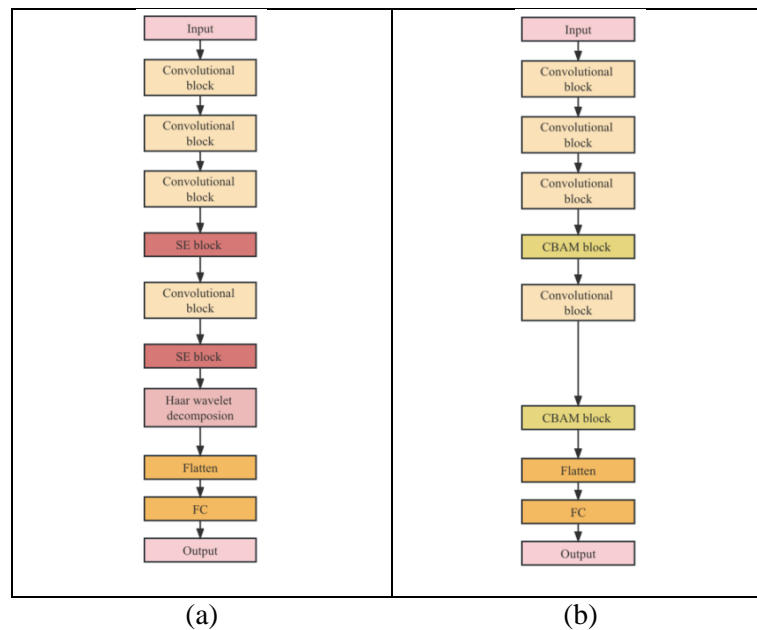 Input
Convolutional
block
Convolutional
block
Convolutional
block
SE block
Convolutional
block
SE block
Haar wavelet
decomposion
Flatten
FC
Output
(a)
Input
Convolutional
block
Convolutional
block
Convolutional
block
CBAM block
Convolutional
block
CBAM block
Flatten
FC
Output
(b)